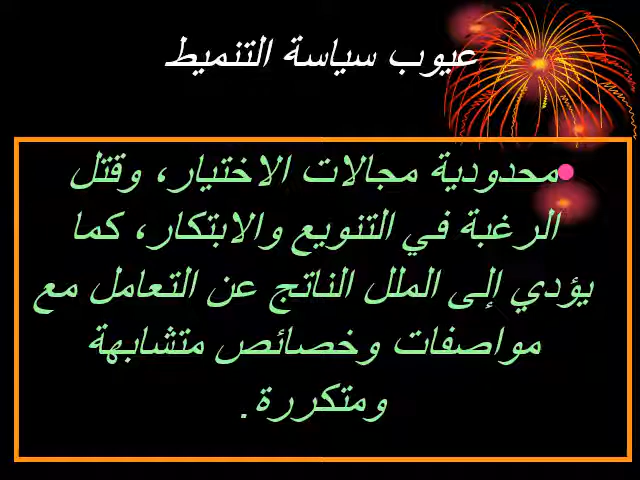 عيوب سياسة التنميط
•محدودية مجالات الاختيار، وقتل
الرغبة في التنويع والابتكار، كما
يؤدي إلى الملل الناتج عن التعامل مع
مواصفات وخصائص متشابهة
ومتكررة.